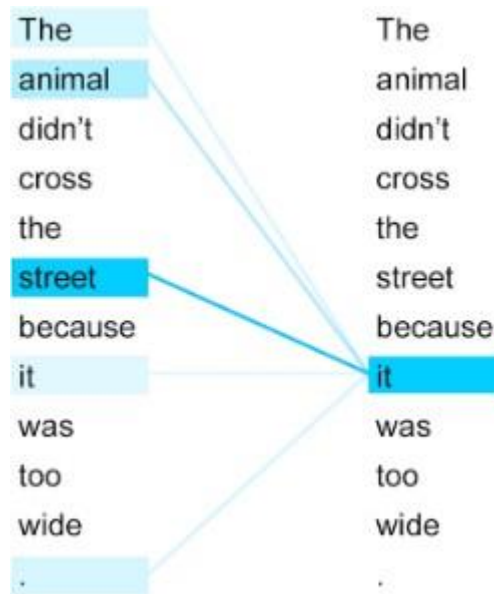 The The
animal animal
didn't didn't
cross cross
the the
street street
because because
it it
was was
too too
wide wide
. .